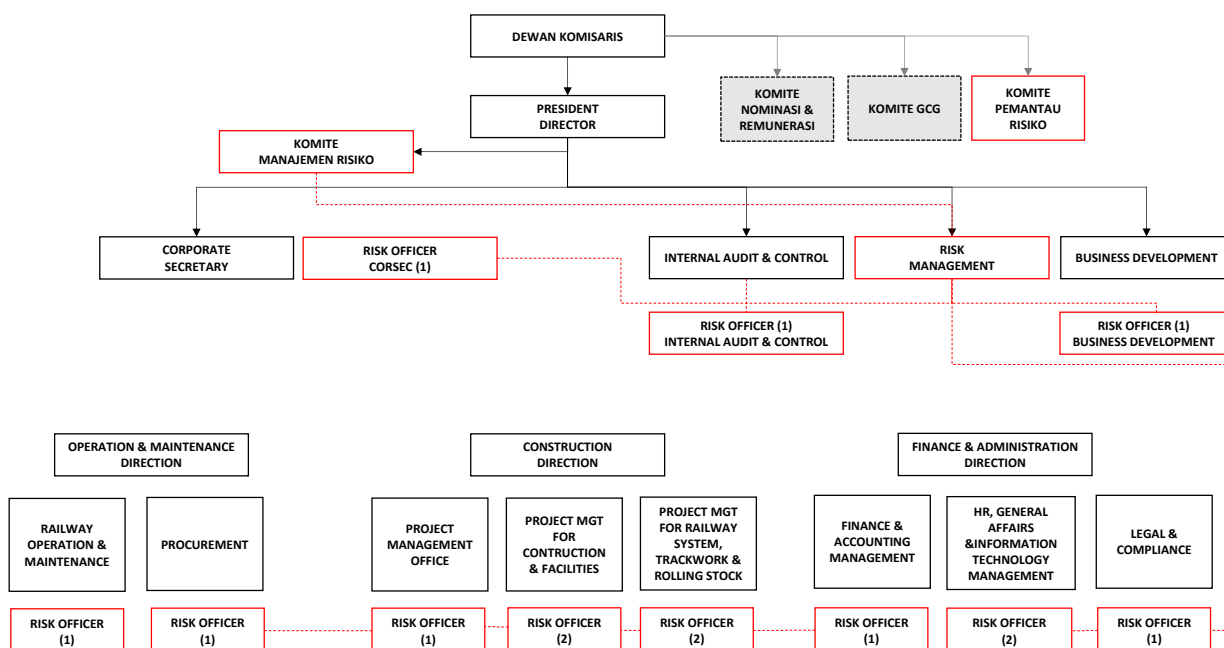 DEWAN KOMISARIS
KOMITE
NOMINASI &
REMUNERASI
KOMITE GCG
KOMITE
PEMANTAU
RISIKO
PRESIDENT
DIRECTOR
KOMITE
MANAJEMEN RISIKO
CORPORATE
SECRETARY
RISK OFFICER
CORSEC (1)
INTERNAL AUDIT & CONTROL
RISK
MANAGEMENT
BUSINESS DEVELOPMENT
RISK OFFICER (1)
INTERNAL AUDIT & CONTROL
RISK OFFICER (1)
BUSINESS DEVELOPMENT
OPERATION & MAINTENANCE
DIRECTION
CONSTRUCTION
DIRECTION
FINANCE & ADMINISTRATION
DIRECTION
RAILWAY
OPERATION &
MAINTENANCE
PROCUREMENT
PROJECT
MANAGEMENT
OFFICE
PROJECT MGT
FOR
CONTRUCTION
& FACILITIES
PROJECT MGT
FOR RAILWAY
SYSTEM,
TRACKWORK &
ROLLING STOCK
FINANCE &
ACCOUNTING
MANAGEMENT
HR, GENERAL
AFFAIRS
&INFORMATION
TECHNOLOGY
MANAGEMENT
LEGAL &
COMPLIANCE
RISK OFFICER
(1)
RISK OFFICER
(1)
RISK OFFICER
(1)
RISK OFFICER
(2)
RISK OFFICER
(2)
RISK OFFICER
(1)
RISK OFFICER
(2)
RISK OFFICER
(1)